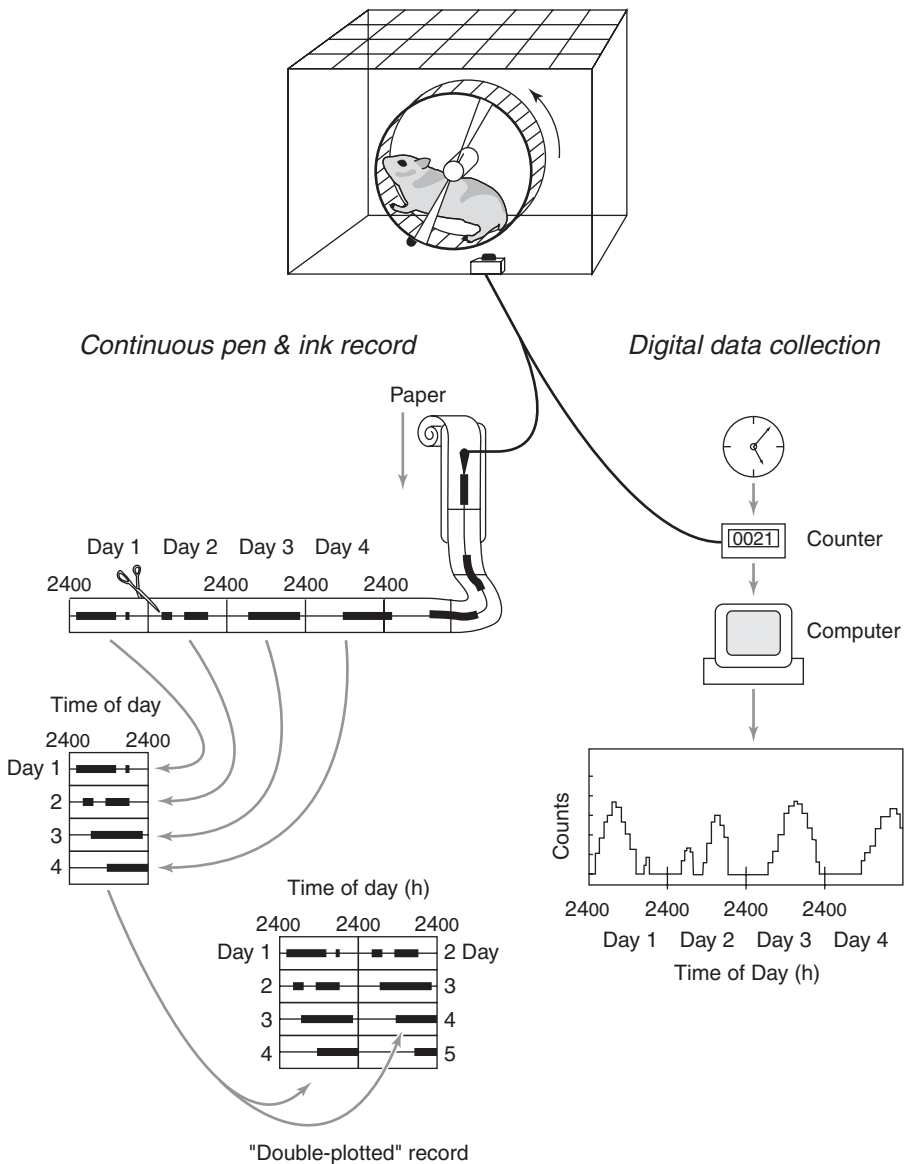 Continuous pen & ink record
Digital data collection
Paper
0021
Counter
Day 1 Day 2 Day 3 Day 4
2400 2400 2400
Computer
Time of day
2400 2400
Day 1
2
3
4
Counts
2400 2400 2400 2400
Day 1 Day 2 Day 3 Day 4
Time of Day (h)
Time of day (h)
2400 2400 2400
Day 1 2 Day
2 3
3 4
4 5
"Double-plotted" record